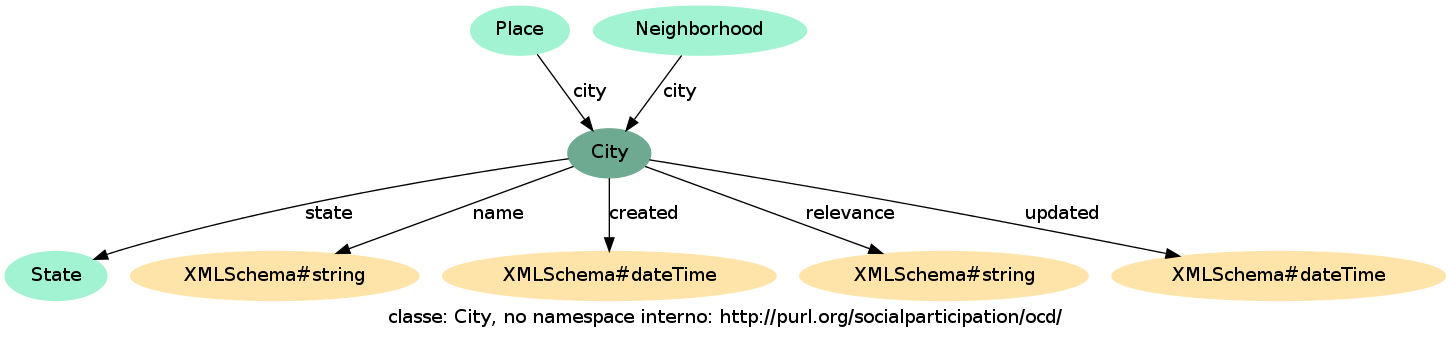 Place
Neighborhood
city
city
City
state
name
created
relevance
updated
State
XMLSchema#string
XMLSchema#dateTime
XMLSchema#string
XMLSchema#dateTime
classe: City, no namespace interno: http://purl.org/socialparticipation/ocd/